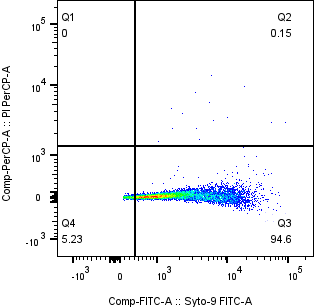 Q1
0
Q2
0.15
10^5
10^4
10^3
0
-10^3
Comp-PerCP-A :: PI PerCP-A
Q4
5.23
Q3
94.6
-10^3
0
10^3
10^4
10^5
Comp-FITC-A :: Syto-9 FITC-A